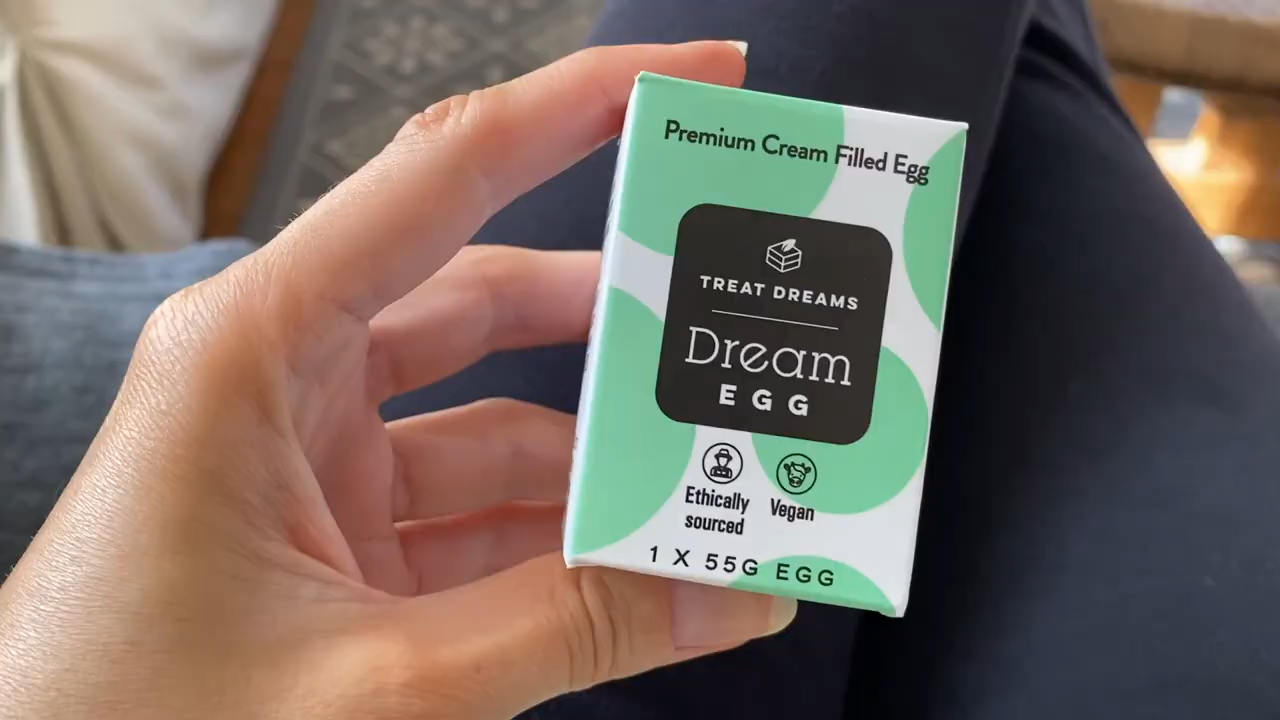 Premium Cream Filled Egg
TREAT DREAMS
Dream
EGG
Ethically
sourced
Vegan
1 X 55G EGG